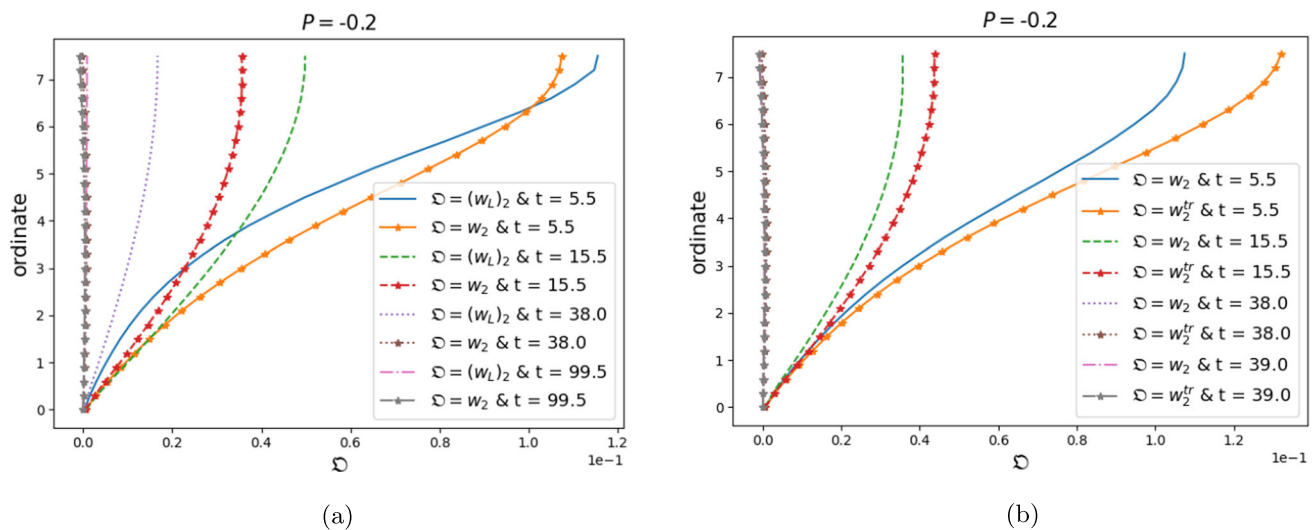 P = -0.2
ordinate
7
6
5
4
3
2
1
0
𝔒 = (w_L)_2 & t = 5.5
𝔒 = w_2 & t = 5.5
𝔒 = (w_L)_2 & t = 15.5
𝔒 = w_2 & t = 15.5
𝔒 = (w_L)_2 & t = 38.0
𝔒 = w_2 & t = 38.0
𝔒 = (w_L)_2 & t = 99.5
𝔒 = w_2 & t = 99.5
0.0 0.2 0.4 0.6 0.8 1.0 1.2
1e−1
𝔒
(a)
P = -0.2
ordinate
7
6
5
4
3
2
1
0
𝔒 = w_2 & t = 5.5
𝔒 = w_2^{tr} & t = 5.5
𝔒 = w_2 & t = 15.5
𝔒 = w_2^{tr} & t = 15.5
𝔒 = w_2 & t = 38.0
𝔒 = w_2^{tr} & t = 38.0
𝔒 = w_2 & t = 39.0
𝔒 = w_2^{tr} & t = 39.0
0.0 0.2 0.4 0.6 0.8 1.0 1.2
1e−1
𝔒
(b)